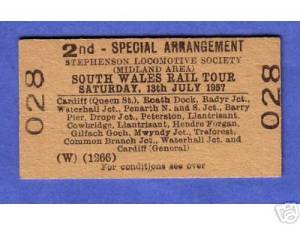 2nd - SPECIAL ARRANGEMENT
STEPHENSON LOCOMOTIVE SOCIETY
(MIDLAND AREA)
SOUTH WALES RAIL TOUR
SATURDAY, 13th JULY 1957
Cardiff (Queen St.), Roath Dock, Radyr Jct.,
Waterhall Jct., Penarth N. and S. Jct., Barry
Pier, Drope Jct., Peterston, Llantrisant,
Cowbridge, Llantrisant, Hendre Forgan,
Gilfach Goch, Mwyndy Jct., Treforest,
Common Branch Jct., Waterhall Jct. and
Cardiff (General)
(W) (1266)
For conditions see over
028
028
eb